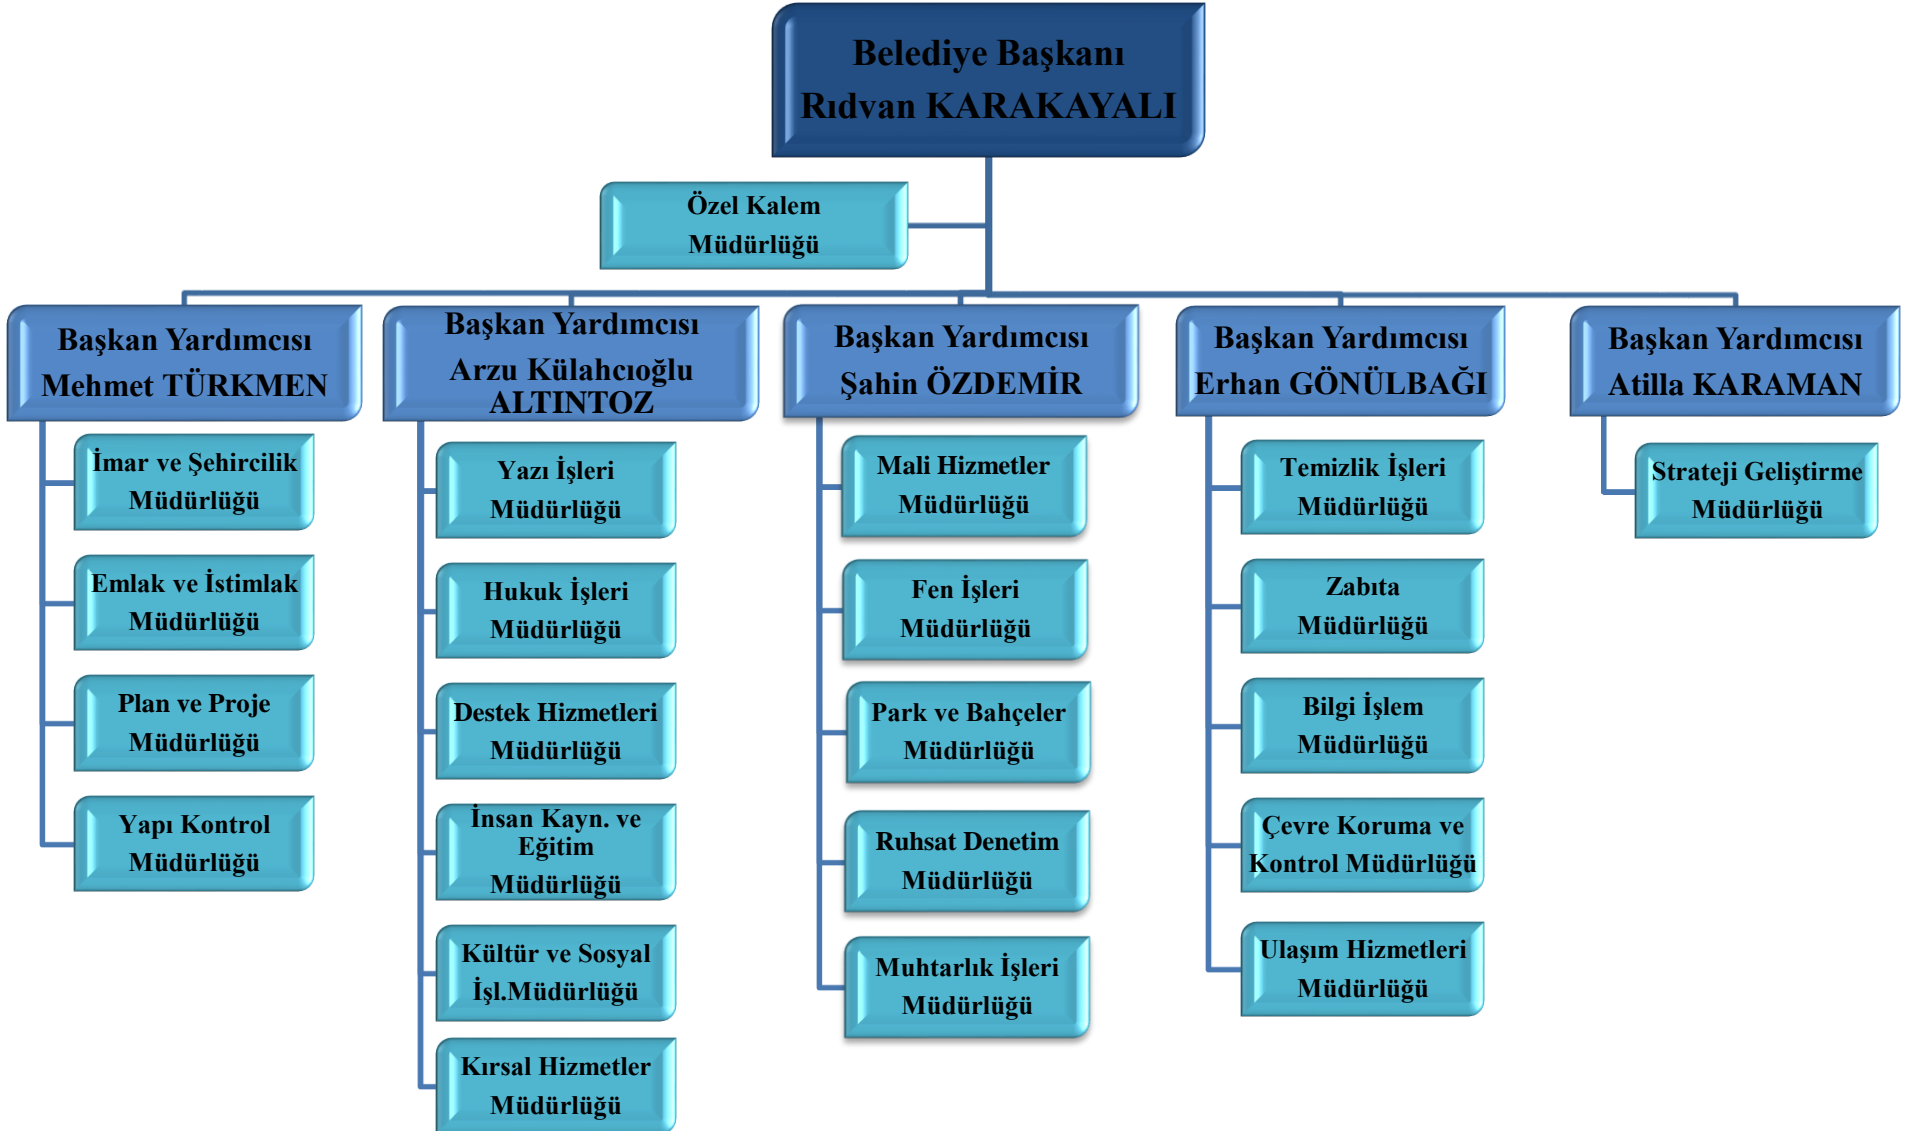 Belediye Başkanı
Rıdvan KARAKAYALI
Özel Kalem
Müdürlüğü
Başkan Yardımcısı
Mehmet TÜRKMEN
İmar ve Şehircilik
Müdürlüğü
Emlak ve İstimlak
Müdürlüğü
Plan ve Proje
Müdürlüğü
Yapı Kontrol
Müdürlüğü
Başkan Yardımcısı
Arzu Külahcıoğlu
ALTINTOZ
Yazı İşleri
Müdürlüğü
Hukuk İşleri
Müdürlüğü
Destek Hizmetleri
Müdürlüğü
İnsan Kayn. ve
Eğitim
Müdürlüğü
Kültür ve Sosyal
İşl.Müdürlüğü
Kırsal Hizmetler
Müdürlüğü
Başkan Yardımcısı
Şahin ÖZDEMİR
Mali Hizmetler
Müdürlüğü
Fen İşleri
Müdürlüğü
Park ve Bahçeler
Müdürlüğü
Ruhsat Denetim
Müdürlüğü
Muhtarlık İşleri
Müdürlüğü
Başkan Yardımcısı
Erhan GÖNÜLBAĞI
Temizlik İşleri
Müdürlüğü
Zabıta
Müdürlüğü
Bilgi İşlem
Müdürlüğü
Çevre Koruma ve
Kontrol Müdürlüğü
Ulaşım Hizmetleri
Müdürlüğü
Başkan Yardımcısı
Atilla KARAMAN
Strateji Geliştirme
Müdürlüğü